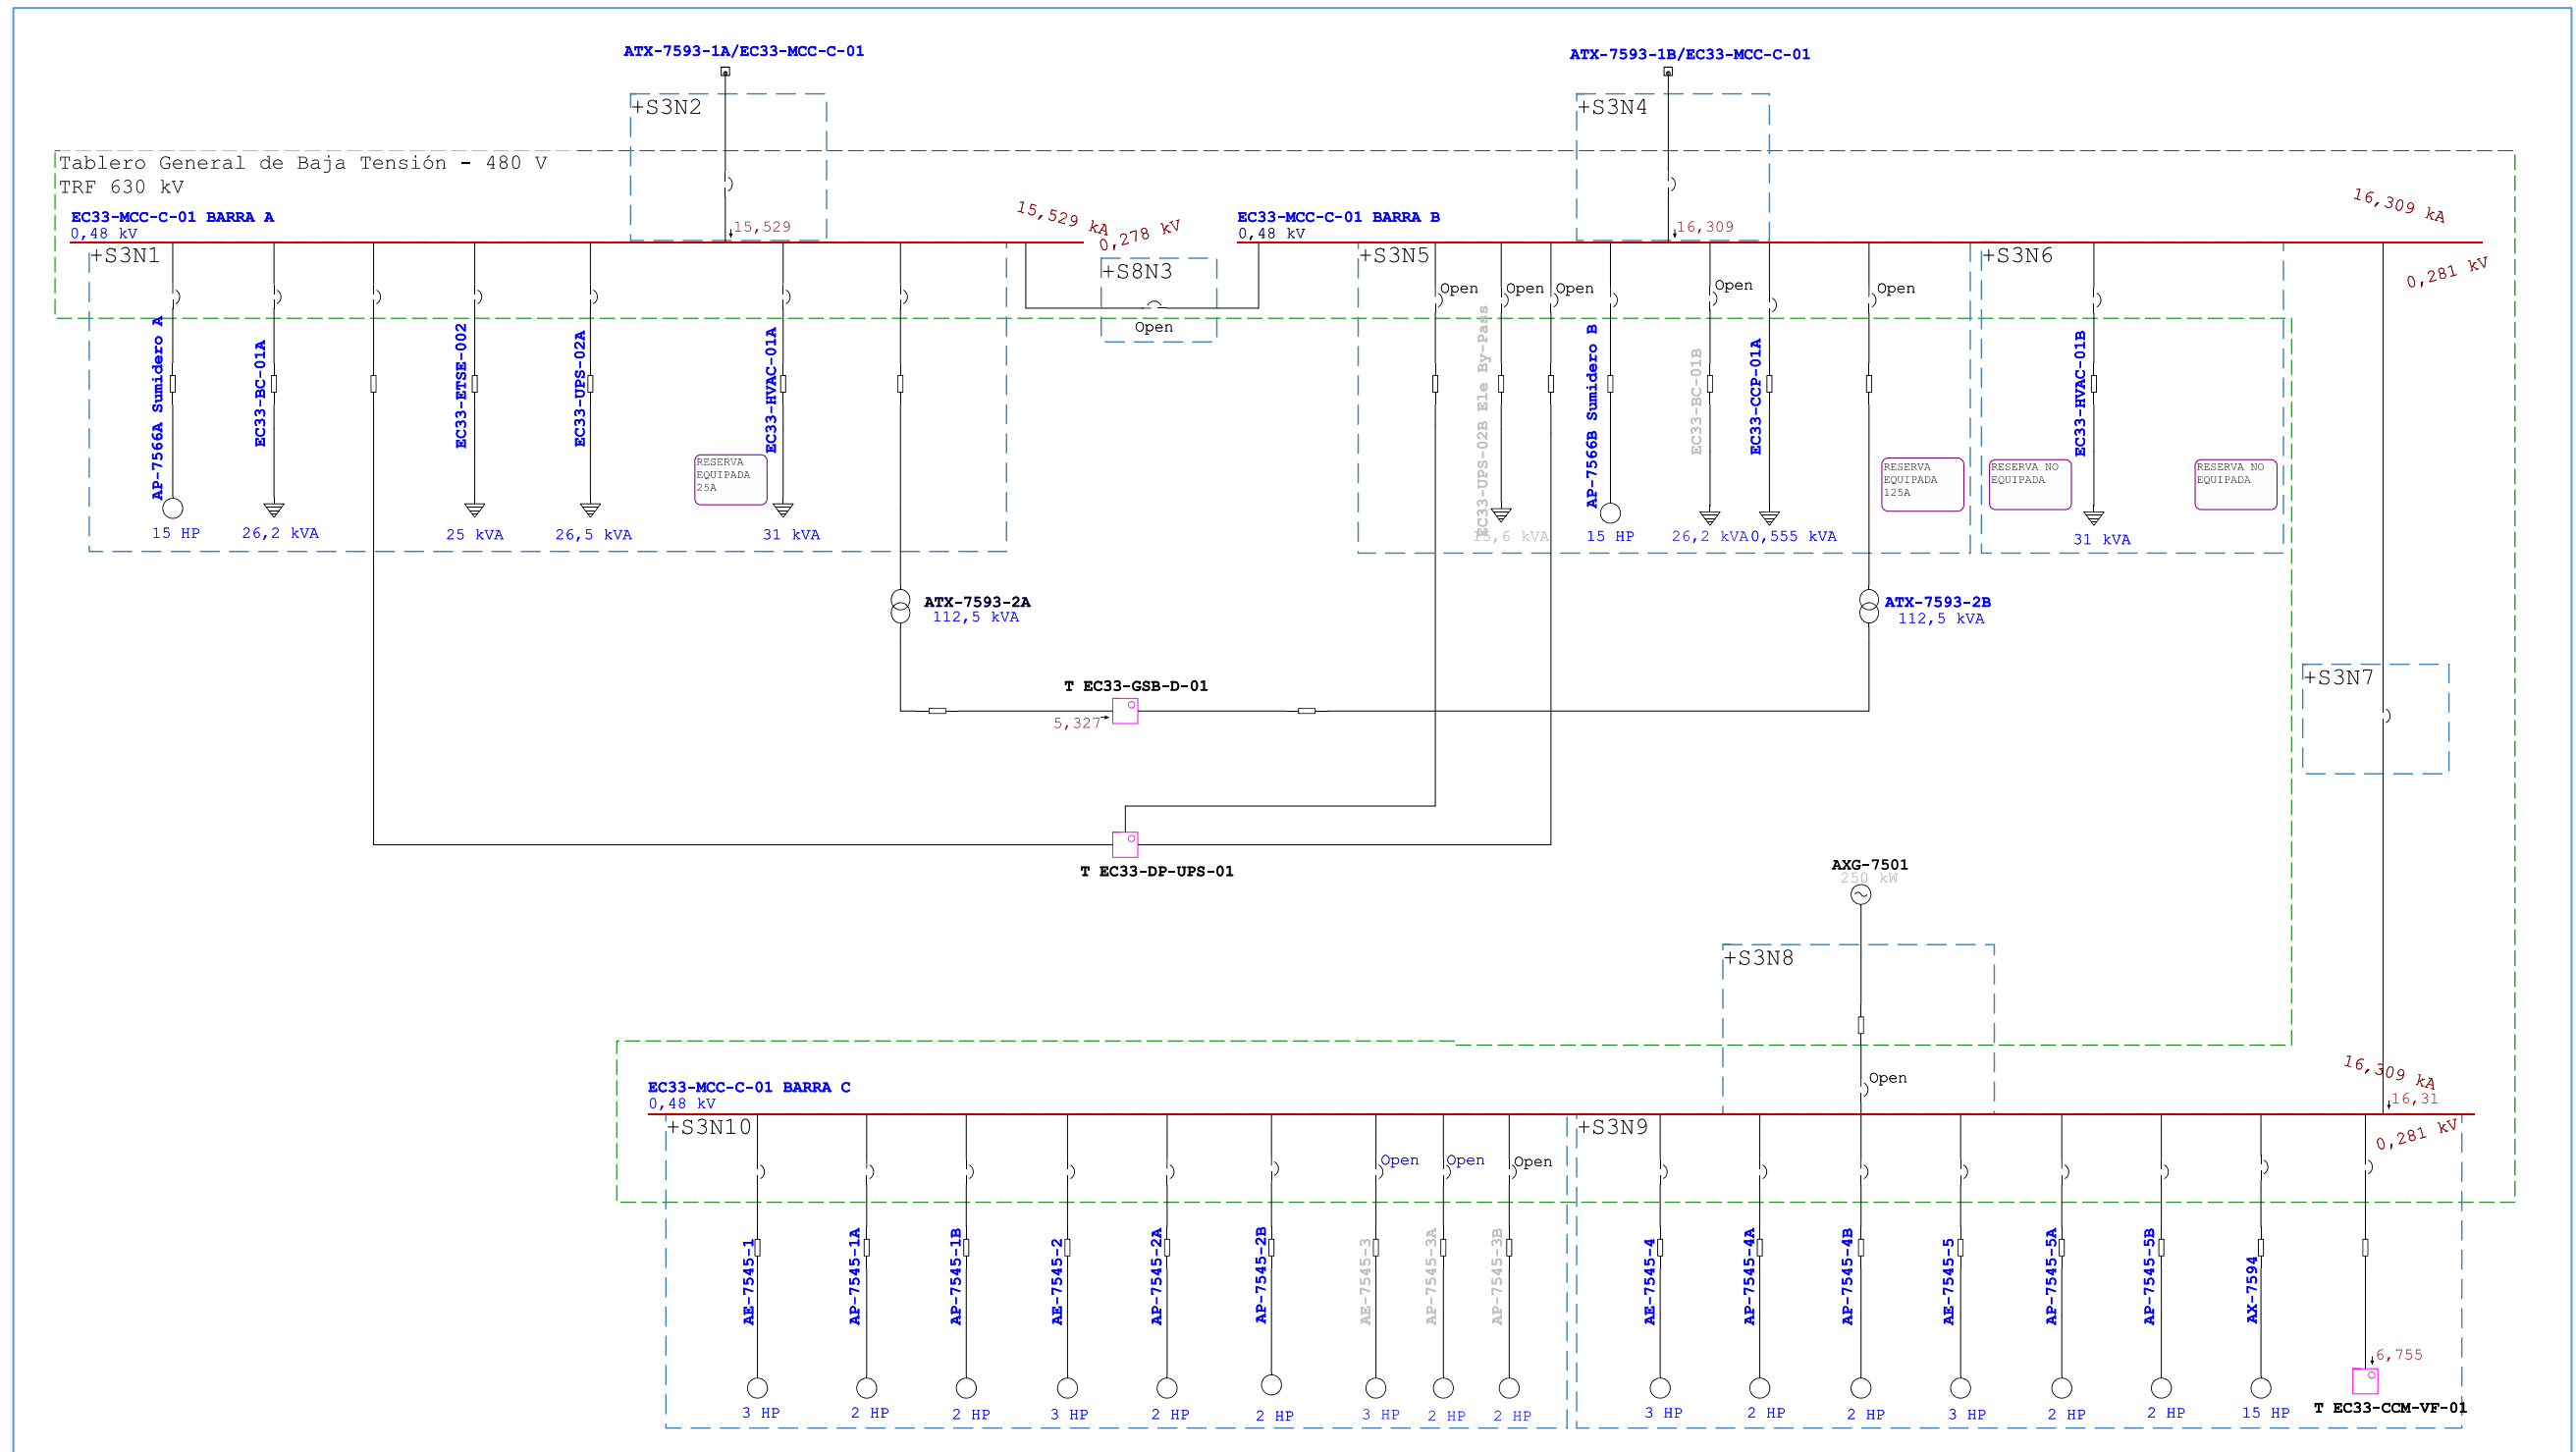 ATX-7593-1A/EC33-MCC-C-01
ATX-7593-1B/EC33-MCC-C-01
+S3N2
+S3N4
Tablero General de Baja Tensión - 480 V
TRF 630 kV
EC33-MCC-C-01 BARRA A
0,48 kV
15,529
15,529 kA
0,278 kV
EC33-MCC-C-01 BARRA B
0,48 kV
16,309
16,309 kA
0,281 kV
+S3N1
+S8N3
Open
+S3N5
+S3N6
Open
Open
Open
Open
Open
AP-7566A Sumidero A
EC33-BC-01A
EC33-ETSE-002
EC33-UPS-02A
EC33-HVAC-01A
EC33-UPS-02B Ele By-Pass
AP-7566B Sumidero B
EC33-BC-01B
EC33-CCP-01A
EC33-HVAC-01B
RESERVA
EQUIPADA
25A
RESERVA
EQUIPADA
125A
RESERVA NO
EQUIPADA
RESERVA NO
EQUIPADA
15 HP
26,2 kVA
25 kVA
26,5 kVA
31 kVA
15,6 kVA
15 HP
26,2 kVA
0,555 kVA
31 kVA
ATX-7593-2A
112,5 kVA
ATX-7593-2B
112,5 kVA
T EC33-GSB-D-01
5,327
+S3N7
T EC33-DP-UPS-01
AXG-7501
250 kW
+S3N8
Open
EC33-MCC-C-01 BARRA C
0,48 kV
16,309 kA
16,31
0,281 kV
+S3N10
+S3N9
Open
Open
Open
AE-7545-1
AP-7545-1A
AP-7545-1B
AE-7545-2
AP-7545-2A
AP-7545-2B
AE-7545-3
AP-7545-3A
AP-7545-3B
AE-7545-4
AP-7545-4A
AP-7545-4B
AE-7545-5
AP-7545-5A
AP-7545-5B
AX-7594
6,755
3 HP
2 HP
2 HP
3 HP
2 HP
2 HP
3 HP
2 HP
2 HP
3 HP
2 HP
2 HP
3 HP
2 HP
2 HP
15 HP
T EC33-CCM-VF-01